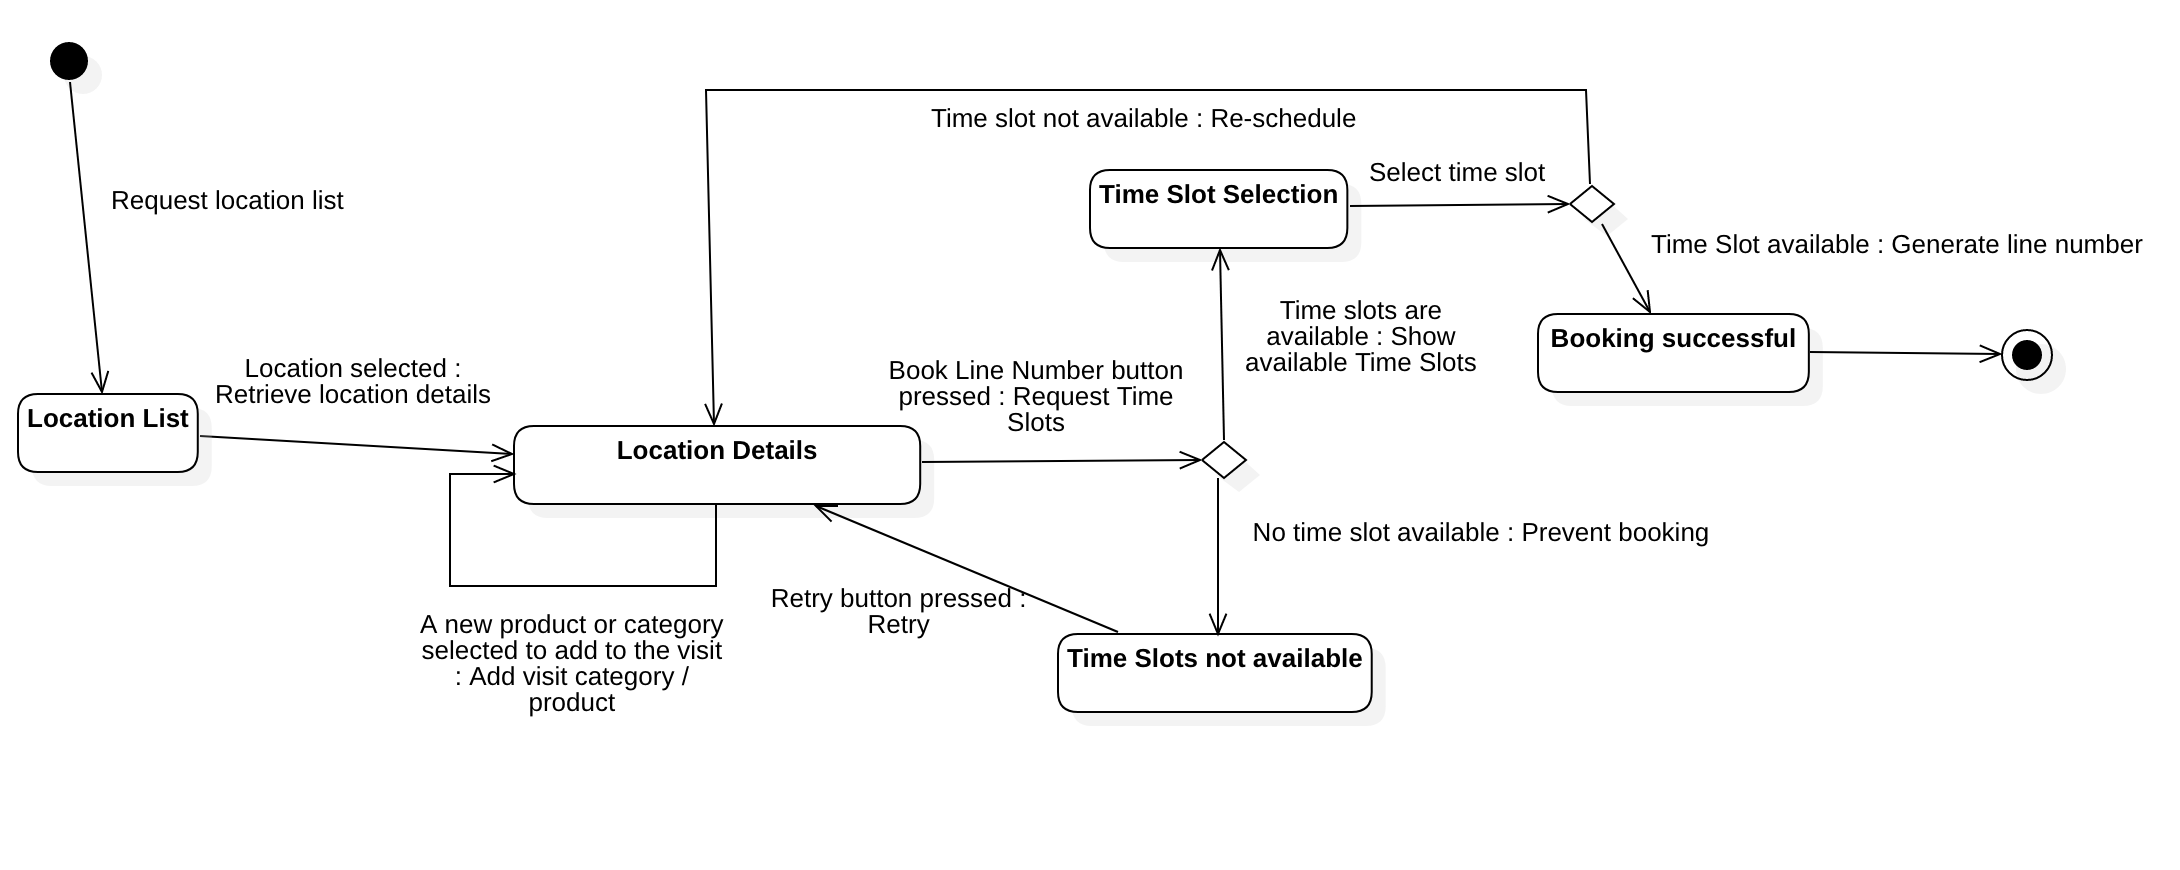 Time slot not available : Re-schedule
Select time slot
Time Slot Selection
Request location list
Time Slot available : Generate line number
Time slots are
available : Show
available Time Slots
Booking successful
Location selected :
Retrieve location details
Book Line Number button
pressed : Request Time
Slots
Location List
Location Details
No time slot available : Prevent booking
Retry button pressed :
Retry
A new product or category
selected to add to the visit
: Add visit category /
product
Time Slots not available